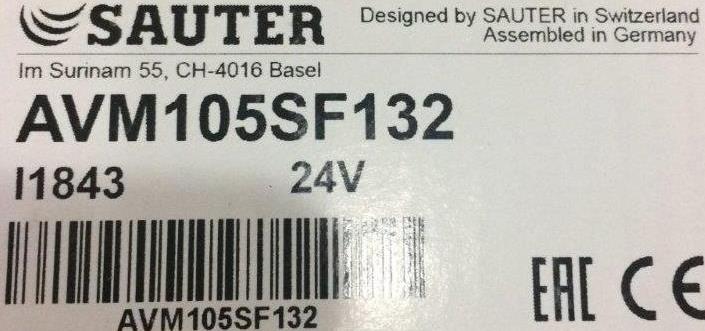 SAUTER
Designed by SAUTER in Switzerland
Assembled in Germany
Im Surinam 55, CH-4016 Basel
AVM105SF132
I1843 24V
AVM105SF132
EAC CE